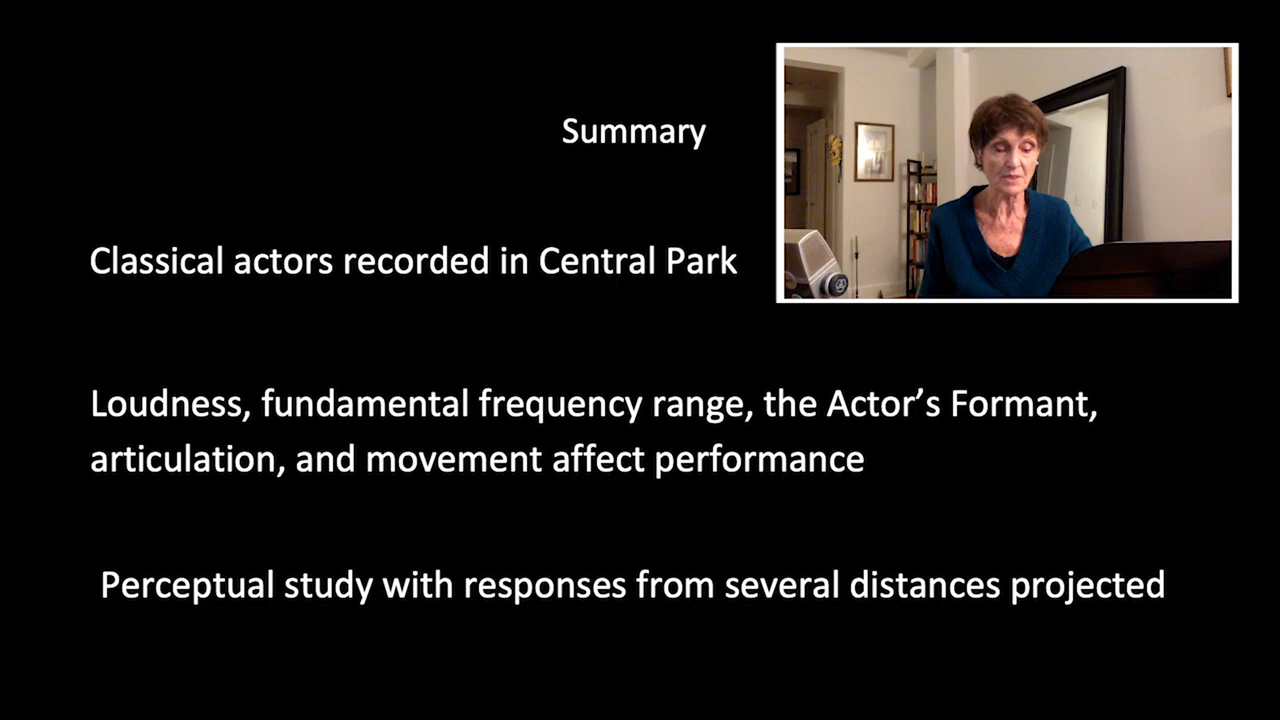 Summary
Classical actors recorded in Central Park
Loudness, fundamental frequency range, the Actor’s Formant,
articulation, and movement affect performance
Perceptual study with responses from several distances projected